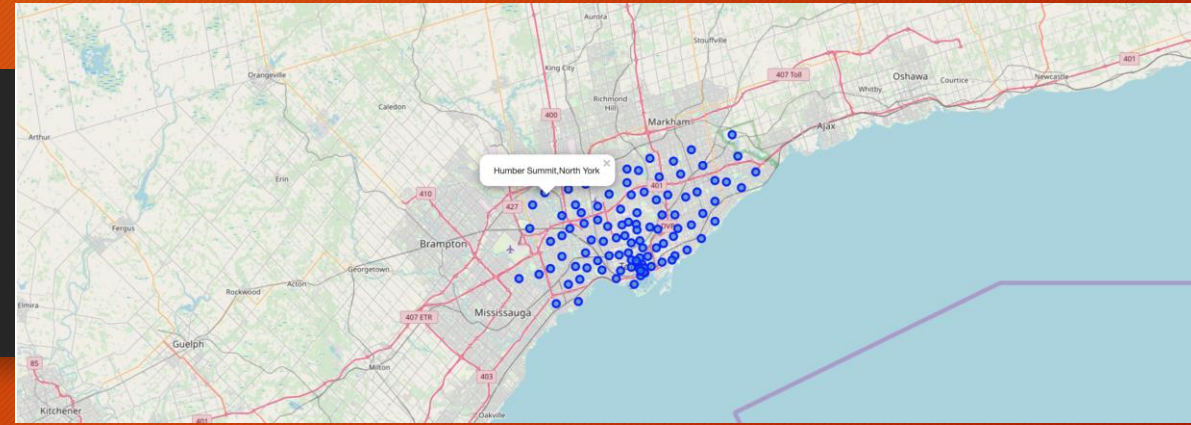 Aurora
Stouffville
King City
Orangeville
407 Toll
Oshawa
Courtice
Newcastle
401
Whitby
Caledon
Richmond
Hill
400
Markham
Ajax
Arthur
Humber Summit,North York
×
401
Erin
410
427
Fergus
Brampton
Georgetown
Acton
Rockwood
Elmira
407 ETR
Mississauga
Guelph
85
Milton
403
Kitchener
Oakville
401